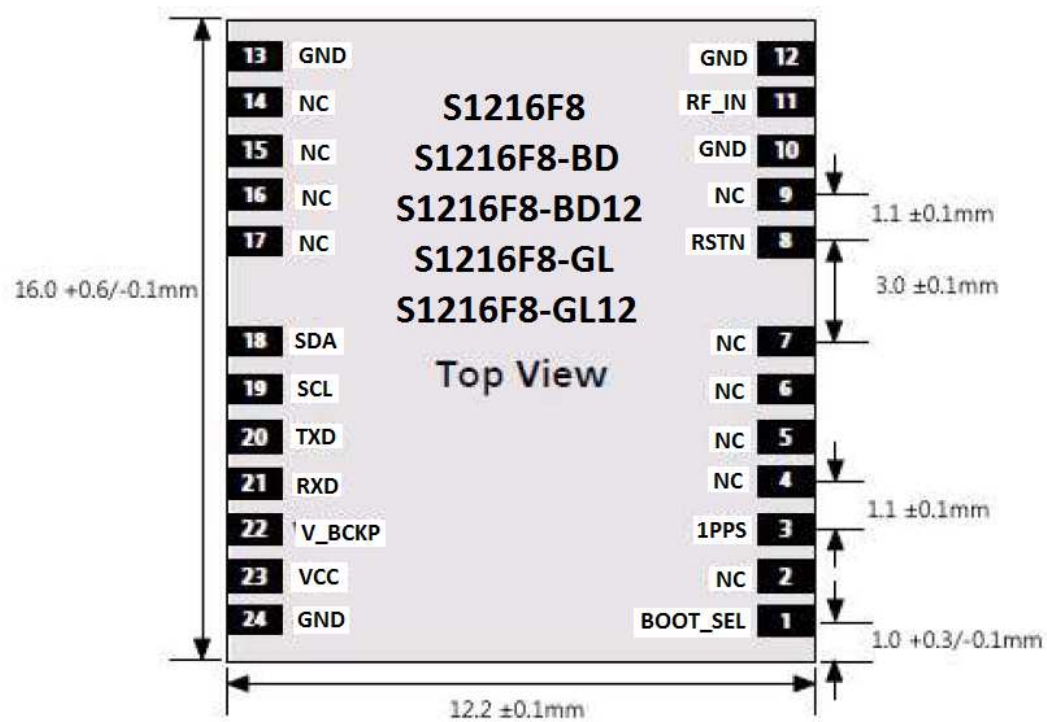 13 GND GND 12
14 NC S1216F8 RF_IN 11
15 NC S1216F8-BD GND 10
16 NC S1216F8-BD12 NC 9
1.1 ±0.1mm
17 NC S1216F8-GL RSTN 8
16.0 +0.6/-0.1mm
3.0 ±0.1mm
S1216F8-GL12
18 SDA NC 7
Top View
19 SCL NC 6
20 TXD NC 5
21 RXD NC 4
1.1 ±0.1mm
22 V_BCKP 1PPS 3
23 VCC NC 2
24 GND BOOT_SEL 1
1.0 +0.3/-0.1mm
12.2 ±0.1mm